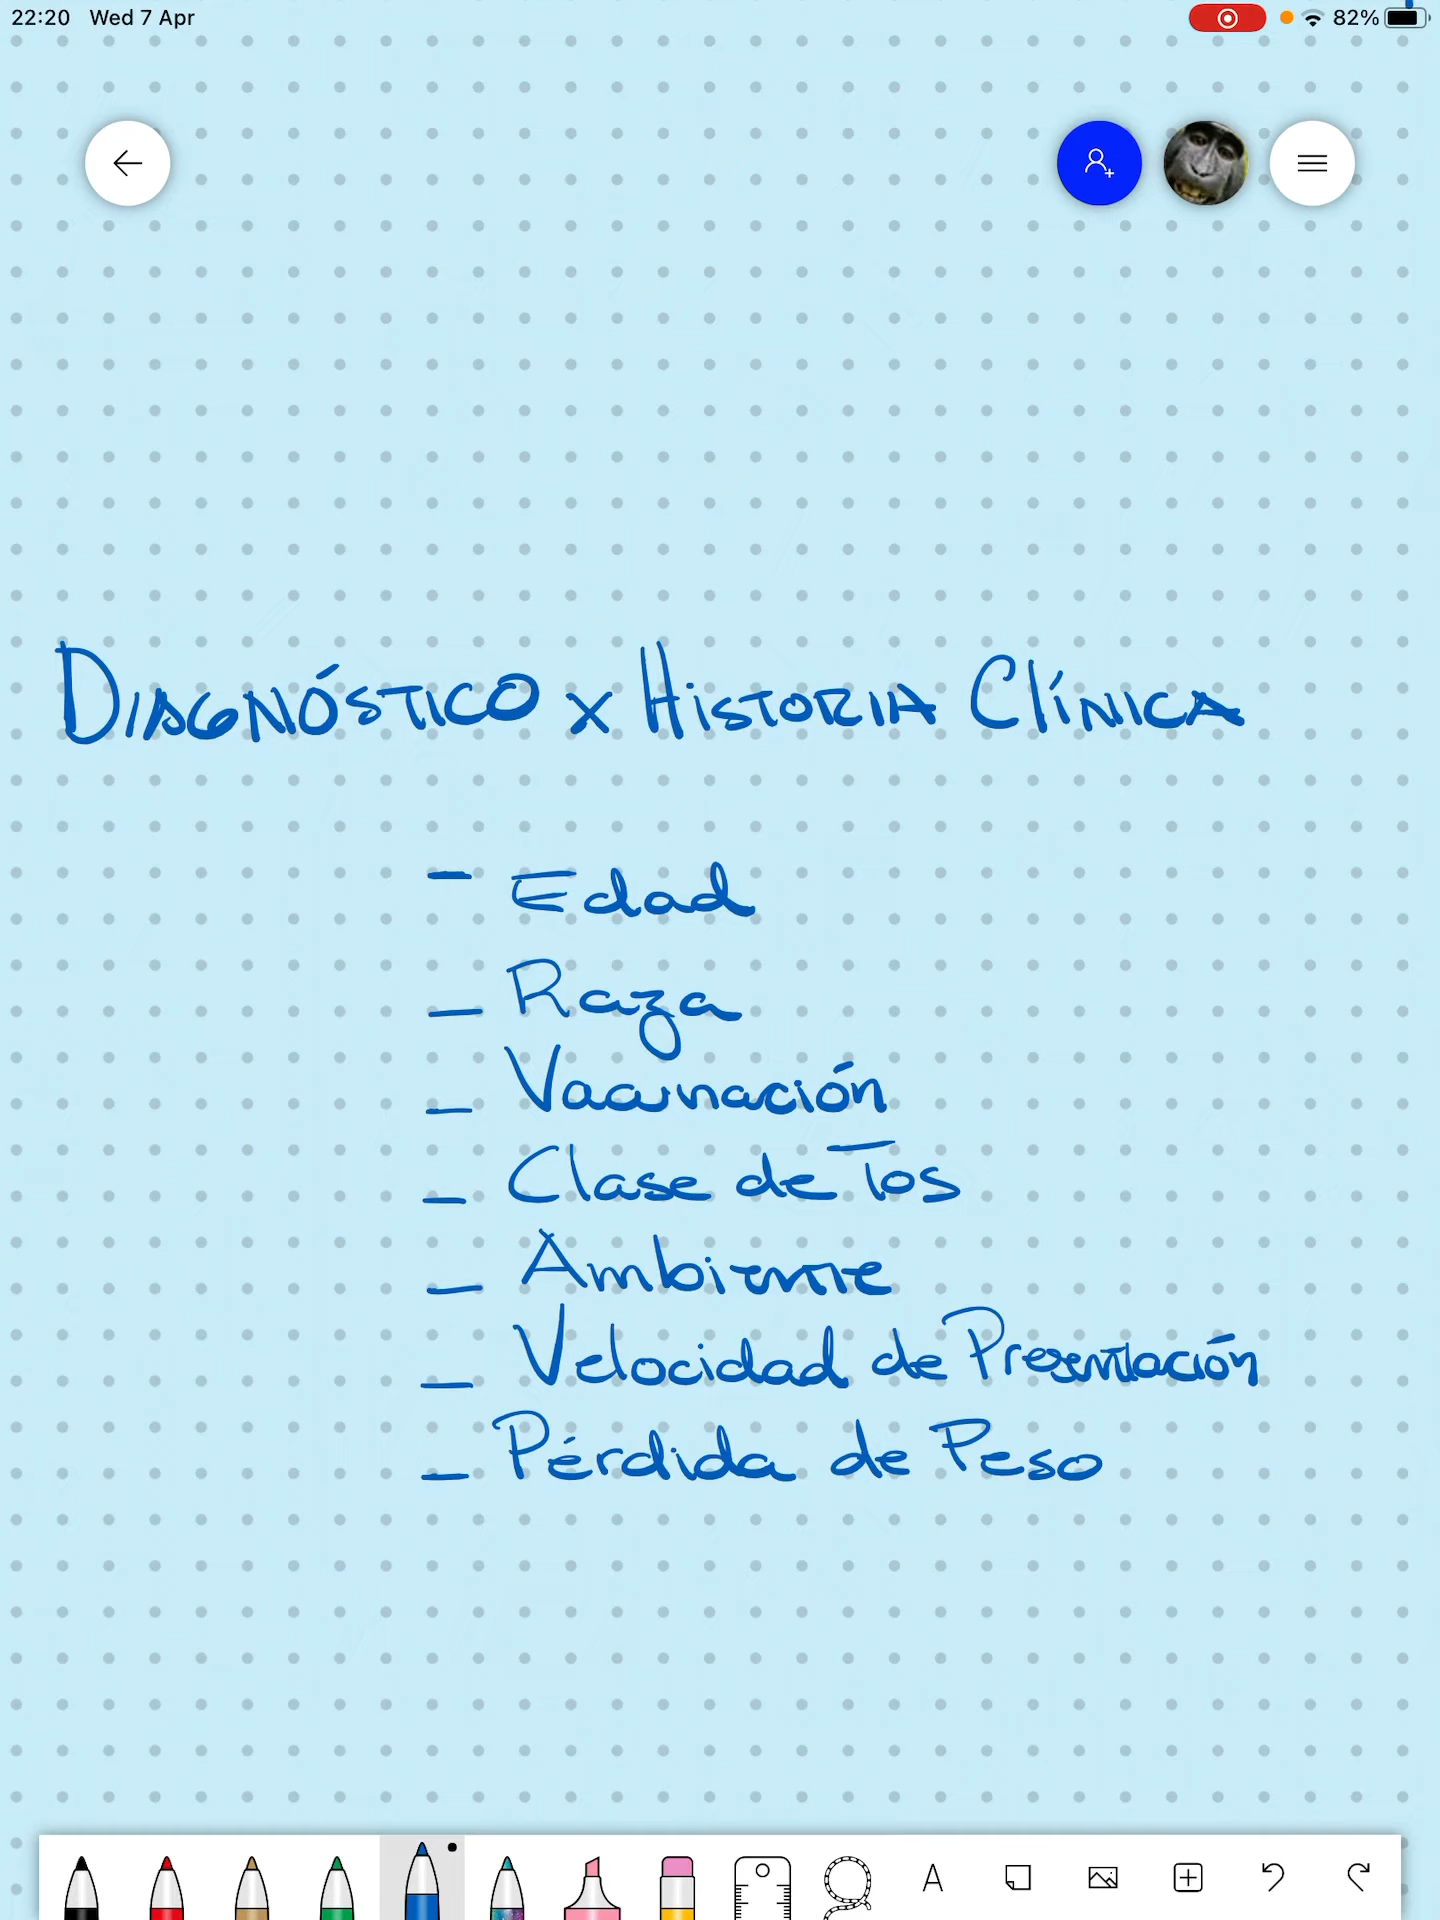 22:20 Wed 7 Apr 82%
DIAGNÓSTICO x HISTORIA CLÍNICA
- Edad
- Raza
- Vacunación
- Clase de Tos
- Ambiente
- Velocidad de Presentación
- Pérdida de Peso
A